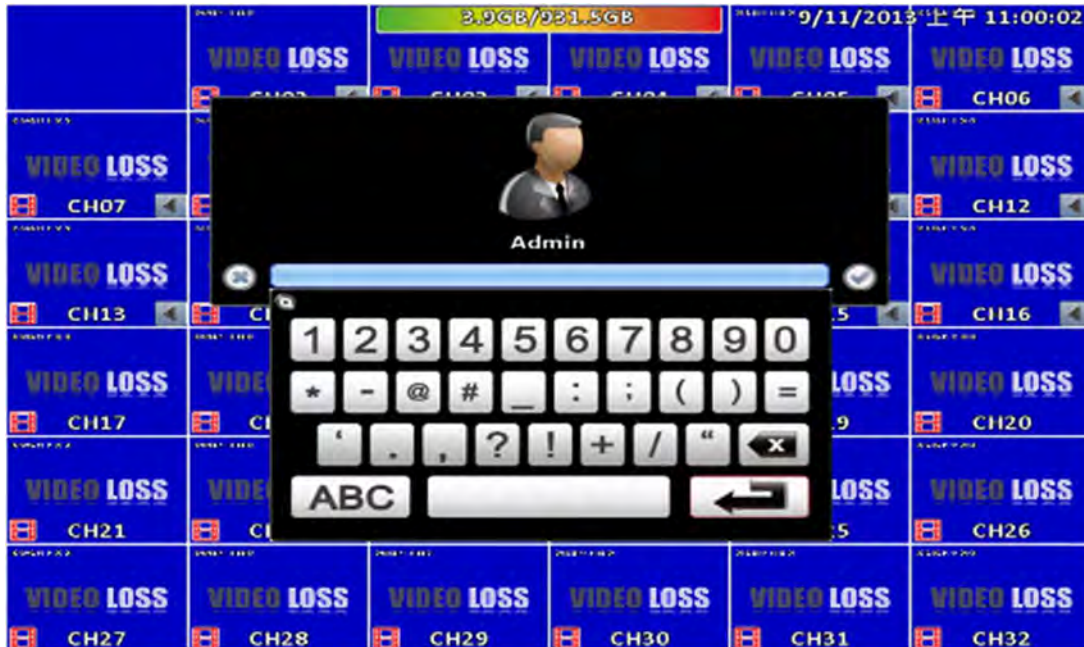 3.9GB/931.5GB
9/11/2013 上午 11:00:02
VIDEO LOSS VIDEO LOSS VIDEO LOSS VIDEO LOSS VIDEO LOSS
CH06
VIDEO LOSS VIDEO LOSS
CH07 CH12
Admin
VIDEO LOSS VIDEO LOSS
CH13 CH16
1 2 3 4 5 6 7 8 9 0
VIDEO LOSS
* - @ # _ : ; ( ) =
LOSS VIDEO LOSS
CH17 CH20
‘ . , ? ! + / “ x
VIDEO LOSS
ABC
LOSS VIDEO LOSS
CH21 CH26
VIDEO LOSS VIDEO LOSS VIDEO LOSS VIDEO LOSS VIDEO LOSS VIDEO LOSS
CH27 CH28 CH29 CH30 CH31 CH32